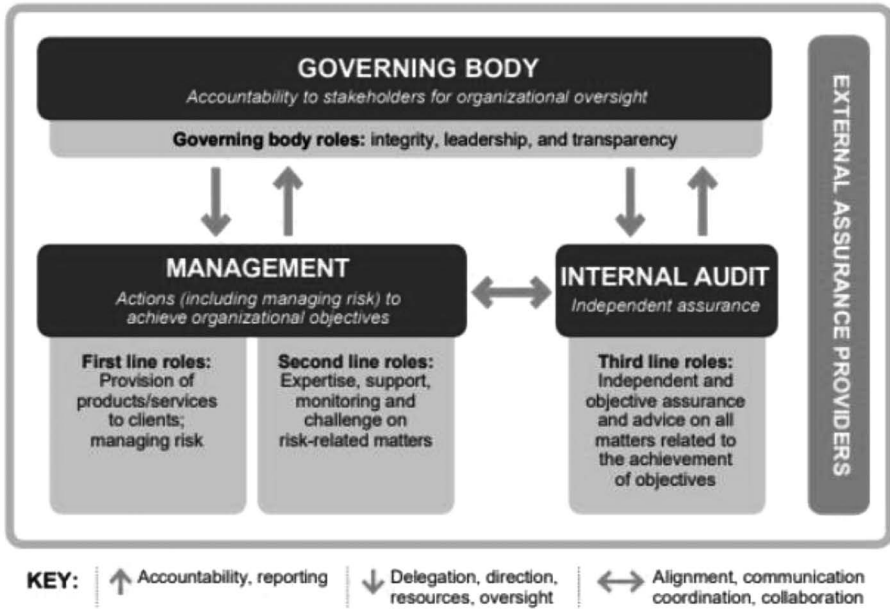 GOVERNING BODY
Accountability to stakeholders for organizational oversight
Governing body roles: integrity, leadership, and transparency
MANAGEMENT
Actions (including managing risk) to
achieve organizational objectives
First line roles:
Provision of
products/services
to clients;
managing risk
Second line roles:
Expertise, support,
monitoring and
challenge on
risk-related matters
INTERNAL AUDIT
Independent assurance
Third line roles:
Independent and
objective assurance
and advice on all
matters related to
the achievement
of objectives
EXTERNAL ASSURANCE PROVIDERS
KEY:
Accountability, reporting
Delegation, direction,
resources, oversight
Alignment, communication
coordination, collaboration